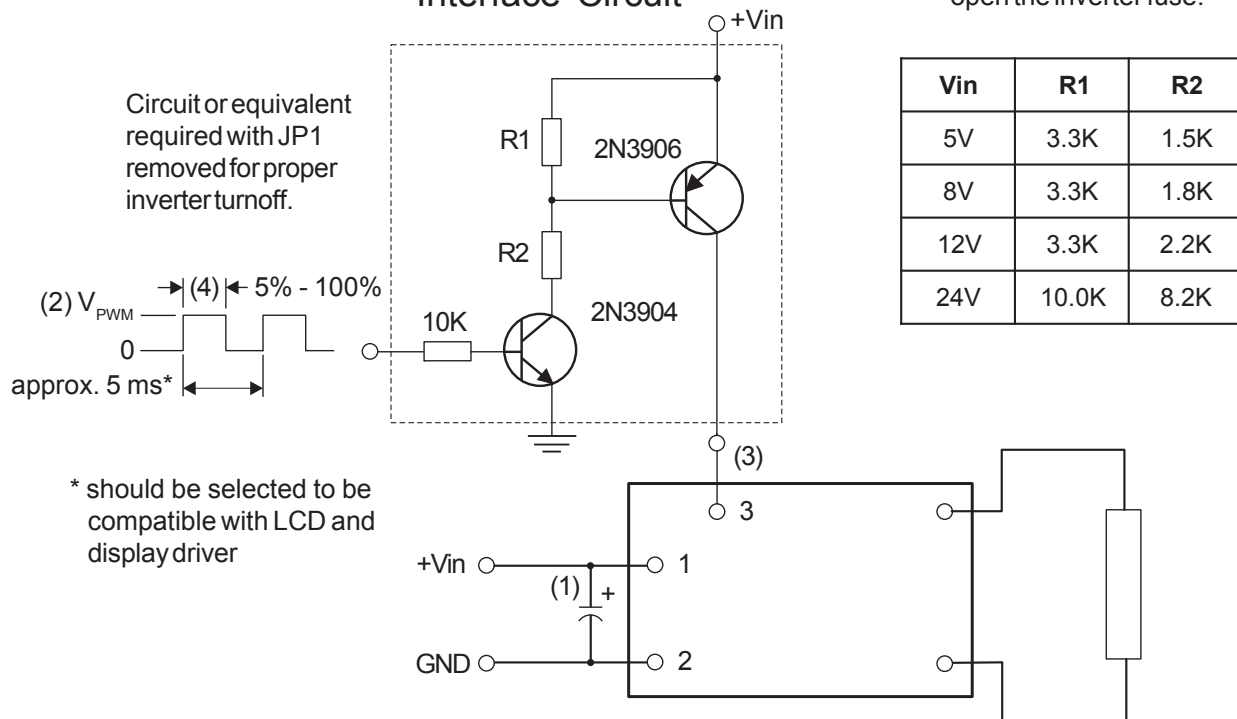 Interface Circuit
open the inverter fuse.
+Vin
Circuit or equivalent
required with JP1
removed for proper
inverter turnoff.
R1
2N3906
R2
2N3904
10K
(2) VPWM
(4)
5% - 100%
0
approx. 5 ms*
* should be selected to be
compatible with LCD and
display driver
Vin R1 R2
5V 3.3K 1.5K
8V 3.3K 1.8K
12V 3.3K 2.2K
24V 10.0K 8.2K
(3)
3
+Vin
1
(1)
+
GND
2